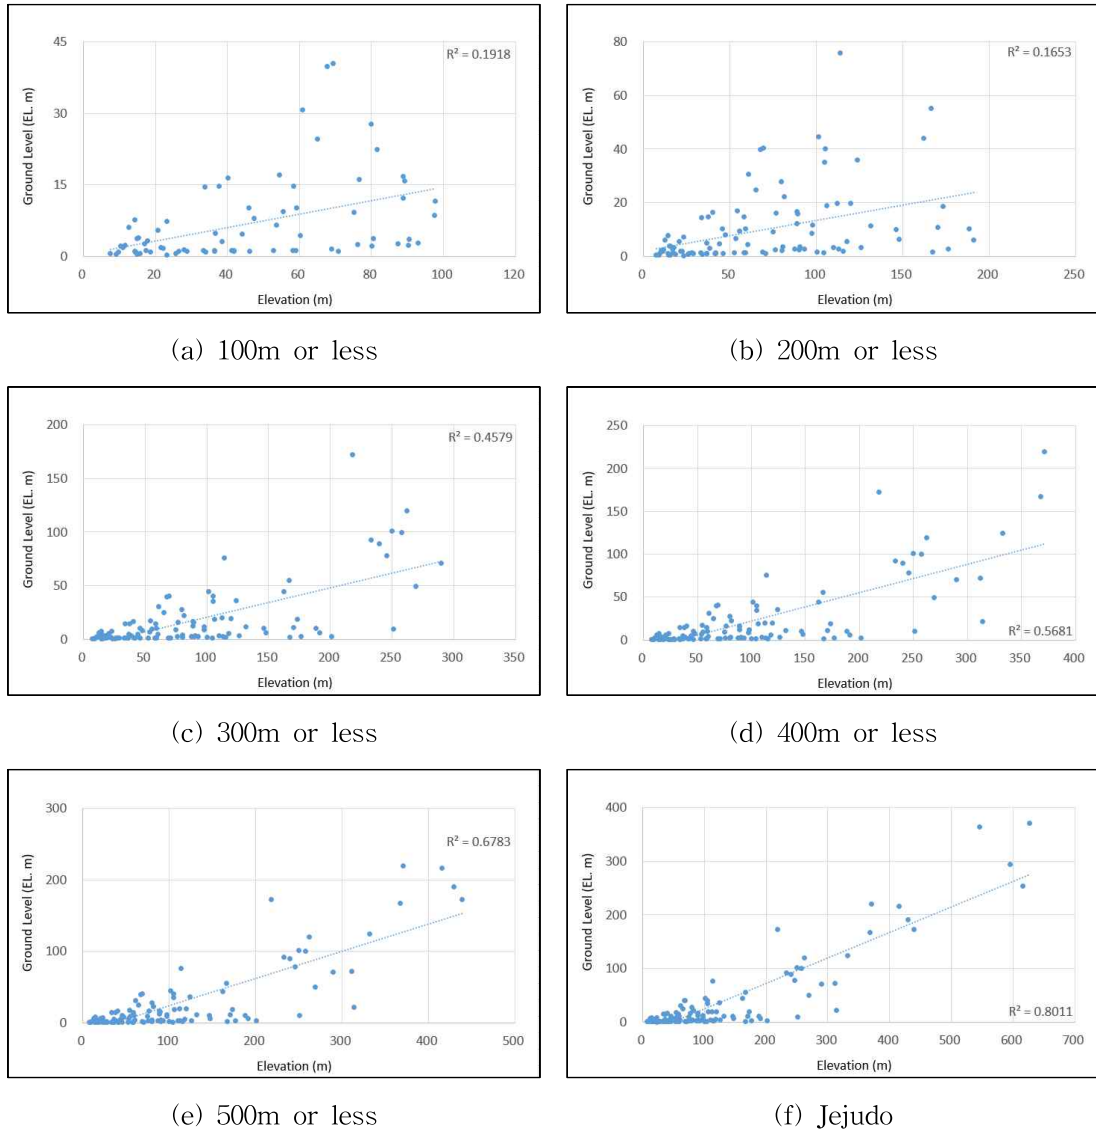 45
R² = 0.1918
30
15
0
0 20 40 60 80 100 120
Ground Level (EL. m)
Elevation (m)
(a) 100m or less
80
R² = 0.1653
60
40
20
0
0 50 100 150 200 250
Ground Level (EL. m)
Elevation (m)
(b) 200m or less
200
R² = 0.4579
150
100
50
0
0 50 100 150 200 250 300 350
Ground Level (EL. m)
Elevation (m)
(c) 300m or less
250
200
150
100
50
R² = 0.5681
0
0 50 100 150 200 250 300 350 400
Ground Level (EL. m)
Elevation (m)
(d) 400m or less
300
R² = 0.6783
200
100
0
0 100 200 300 400 500
Ground Level (EL. m)
Elevation (m)
(e) 500m or less
400
300
200
100
R² = 0.8011
0
0 100 200 300 400 500 600 700
Ground Level (EL. m)
Elevation (m)
(f) Jejudo